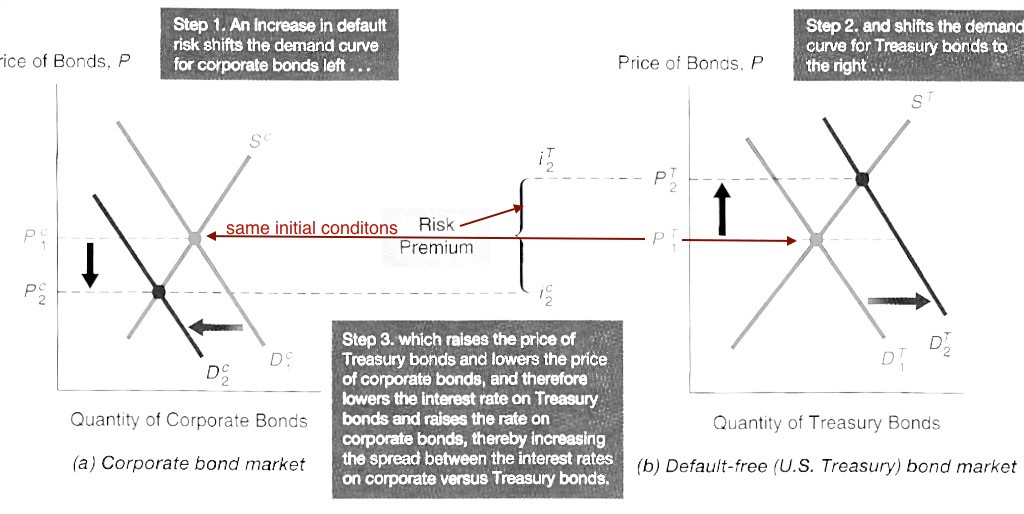 Step 1. An increase in default
risk shifts the demand curve
for corporate bonds left . . .
Step 2. and shifts the demand
curve for Treasury bonds to
the right . . .
rice of Bonds, P
Price of Bonds, P
S^c
S^T
i_2^T
P_2^T
same initial conditons
Risk
Premium
P_1^c
P_1^T
P_2^c
i_2^c
D_2^c
D_1^c
D_1^T
D_2^T
Step 3. which raises the price of
Treasury bonds and lowers the price
of corporate bonds, and therefore
lowers the interest rate on Treasury
bonds and raises the rate on
corporate bonds, thereby increasing
the spread between the interest rates
on corporate versus Treasury bonds.
Quantity of Corporate Bonds
Quantity of Treasury Bonds
(a) Corporate bond market
(b) Default-free (U.S. Treasury) bond market